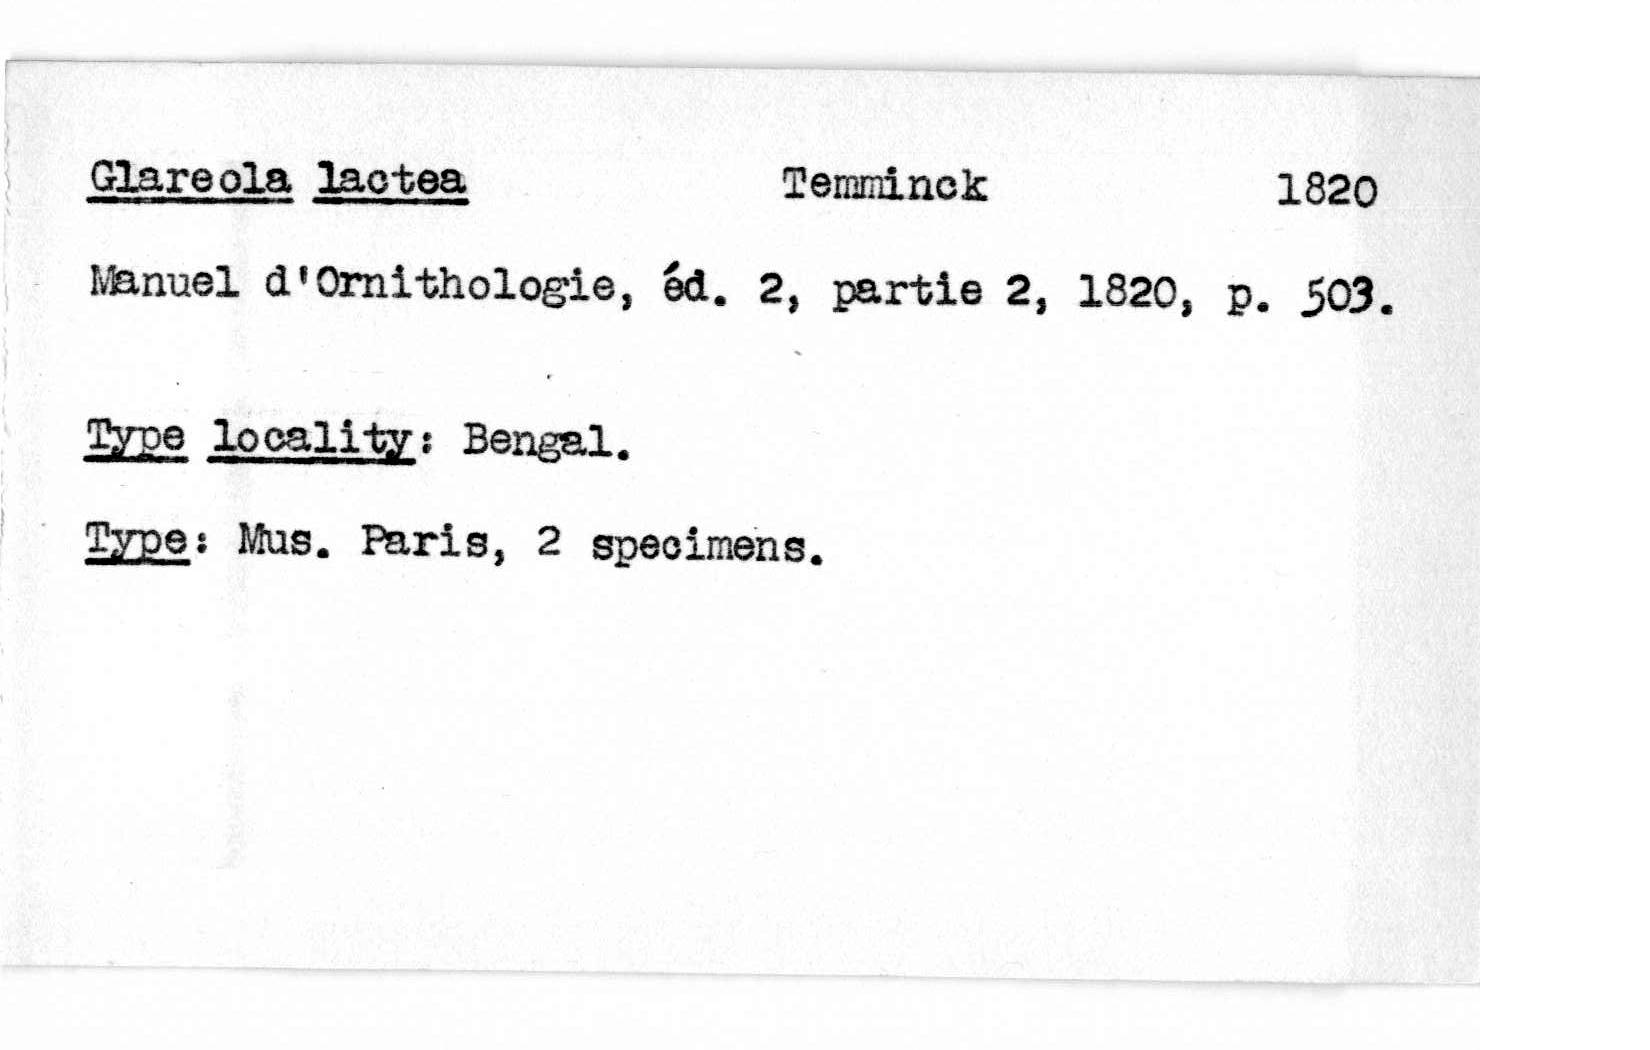 Glareola lactea Temminck 1820
Manuel d'Ornithologie, éd. 2, partie 2, 1820, p. 503.
Type locality: Bengal.
Type: Mus. Paris, 2 specimens.